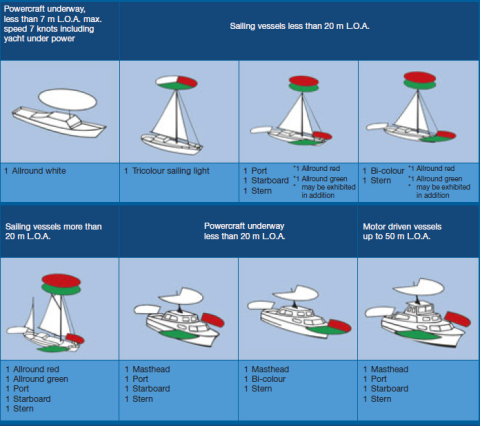 Powercraft underway,
less than 7 m L.O.A. max.
speed 7 knots including
yacht under power
Sailing vessels less than 20 m L.O.A.
1 Allround white
1 Tricolour sailing light
1 Port
1 Starboard
1 Stern
*1 Allround red
*1 Allround green
* may be exhibited
in addition
1 Bi-colour
1 Stern
*1 Allround red
*1 Allround green
* may be exhibited
in addition
Sailing vessels more than
20 m L.O.A.
Powercraft underway
less than 20 m L.O.A.
Motor driven vessels
up to 50 m L.O.A.
1 Allround red
1 Allround green
1 Port
1 Starboard
1 Stern
1 Masthead
1 Port
1 Starboard
1 Stern
1 Masthead
1 Bi-colour
1 Stern
1 Masthead
1 Port
1 Starboard
1 Stern